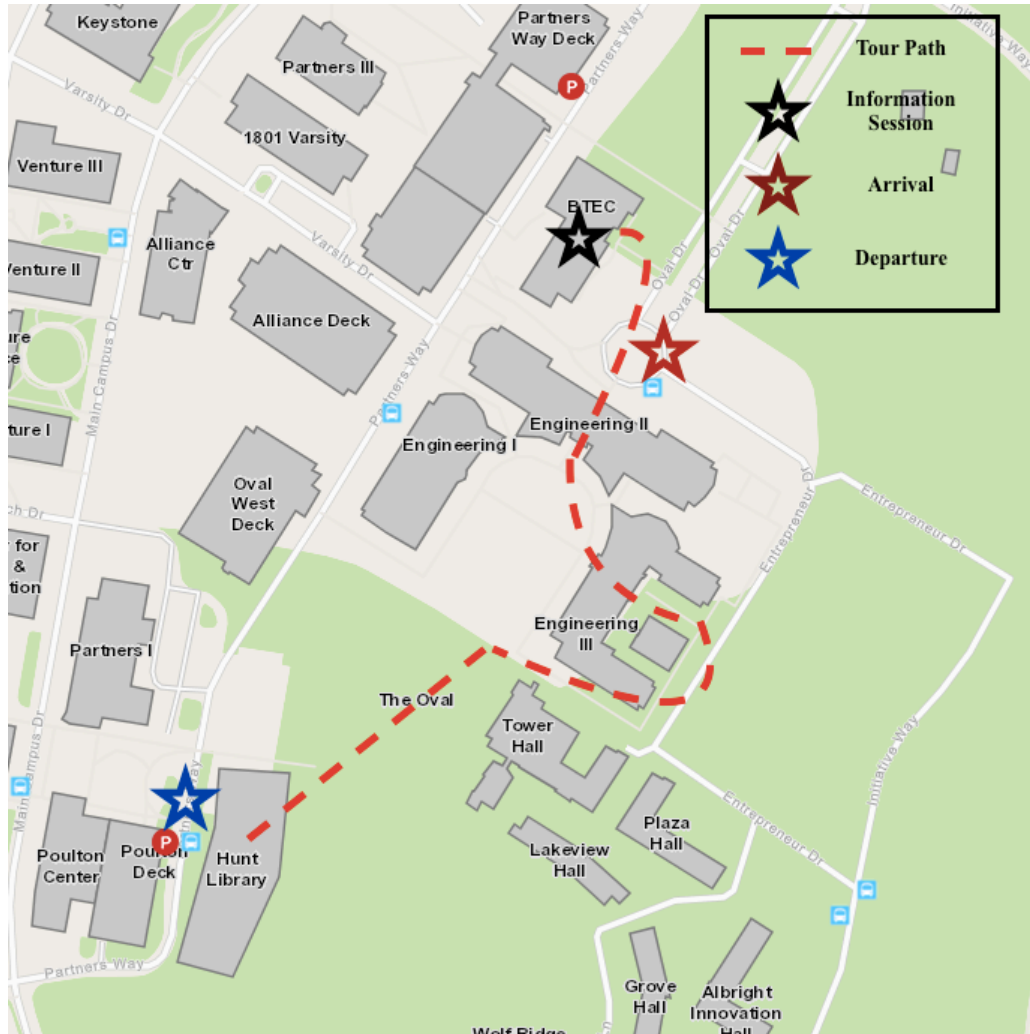 Keystone
Partners
Way Deck
Partners III
Partners Way
Initiative Way
Tour Path
Information
Session
Arrival
Departure
Varsity Dr
1801 Varsity
P
Venture III
BTEC
Alliance
Ctr
Venture II
Varsity Dr
Oval Dr
Oval Dr
Alliance Deck
Main Campus Dr
Partners Way
Engineering II
Engineering I
Oval
West
Deck
Entrepreneur Dr
Entrepreneur Dr
Engineering
III
Partners I
The Oval
Tower
Hall
Main Campus Dr
Initiative Way
Entrepreneur Dr
Plaza
Hall
P
Poulton
Center
Poulton
Deck
Hunt
Library
Lakeview
Hall
Partners Way
Grove
Hall
Albright
Innovation
Hall
Wolf Ridge